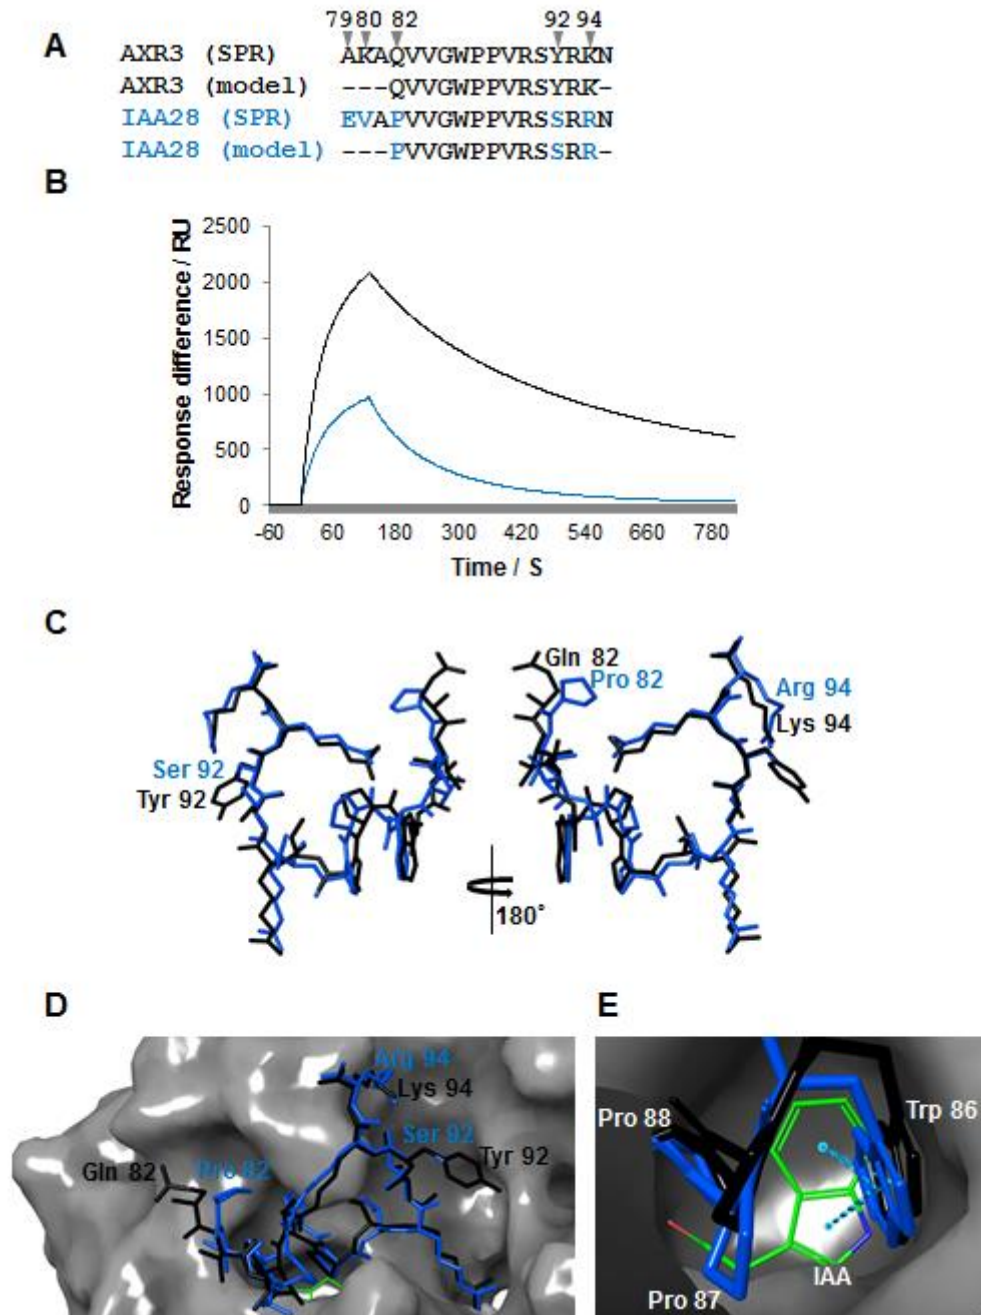 A
79 80 82 92 94
AXR3 (SPR) AKAQVVGWPPVRSYRKN
AXR3 (model) ---QVVGWPPVRSYRK-
IAA28 (SPR) EVAPVVGWPPVRSSRRN
IAA28 (model) ---PVVGWPPVRSSRR-
B
Response difference / RU
2500
2000
1500
1000
500
0
-60 60 180 300 420 540 660 780
Time / S
C
Gln 82
Pro 82
Arg 94
Lys 94
Ser 92
Tyr 92
180°
D
Arg 94
Lys 94
Ser 92
Tyr 92
Gln 82
Pro 82
E
Pro 88
Trp 86
IAA
Pro 87